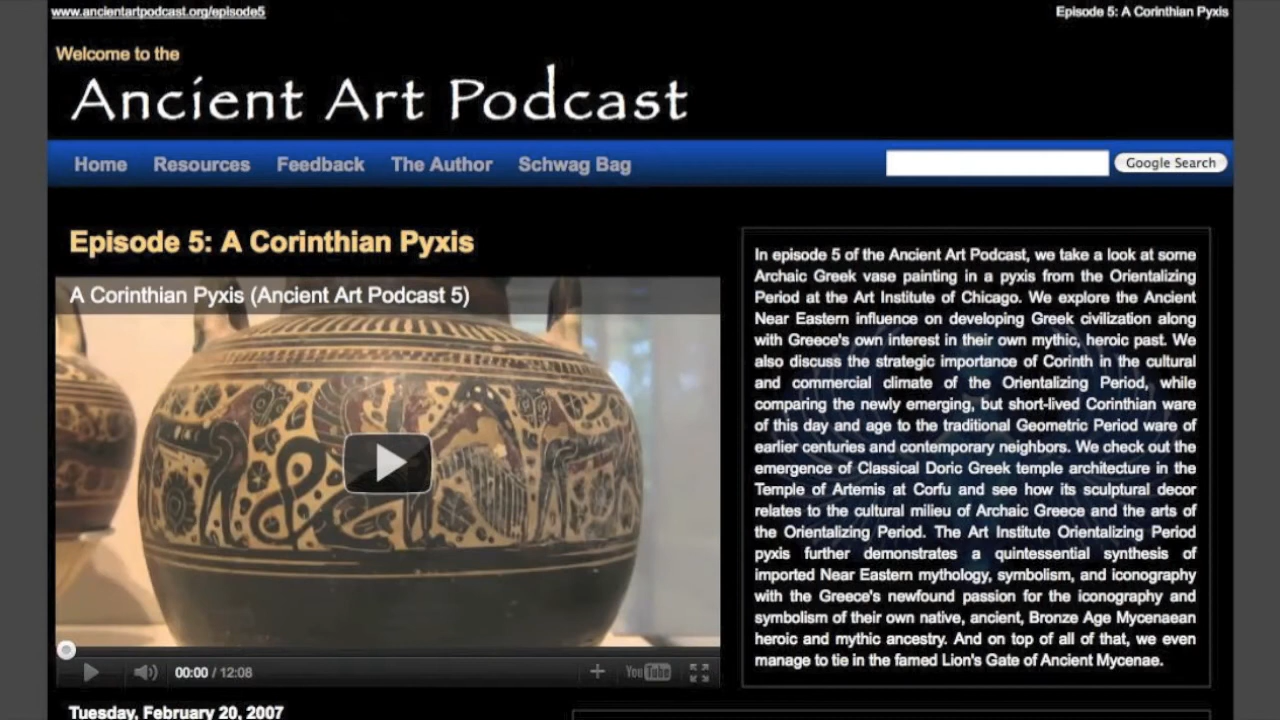 www.ancientartpodcast.org/episode5
Episode 5: A Corinthian Pyxis
Welcome to the
Ancient Art Podcast
Home Resources Feedback The Author Schwag Bag
Google Search
Episode 5: A Corinthian Pyxis
A Corinthian Pyxis (Ancient Art Podcast 5)
00:00 / 12:08
YouTube
Tuesday, February 20, 2007
In episode 5 of the Ancient Art Podcast, we take a look at some
Archaic Greek vase painting in a pyxis from the Orientalizing
Period at the Art Institute of Chicago. We explore the Ancient
Near Eastern influence on developing Greek civilization along
with Greece's own interest in their own mythic, heroic past. We
also discuss the strategic importance of Corinth in the cultural
and commercial climate of the Orientalizing Period, while
comparing the newly emerging, but short-lived Corinthian ware
of this day and age to the traditional Geometric Period ware of
earlier centuries and contemporary neighbors. We check out the
emergence of Classical Doric Greek temple architecture in the
Temple of Artemis at Corfu and see how its sculptural decor
relates to the cultural milieu of Archaic Greece and the arts of
the Orientalizing Period. The Art Institute Orientalizing Period
pyxis further demonstrates a quintessential synthesis of
imported Near Eastern mythology, symbolism, and iconography
with the Greece's newfound passion for the iconography and
symbolism of their own native, ancient, Bronze Age Mycenaean
heroic and mythic ancestry. And on top of all of that, we even
manage to tie in the famed Lion's Gate of Ancient Mycenae.